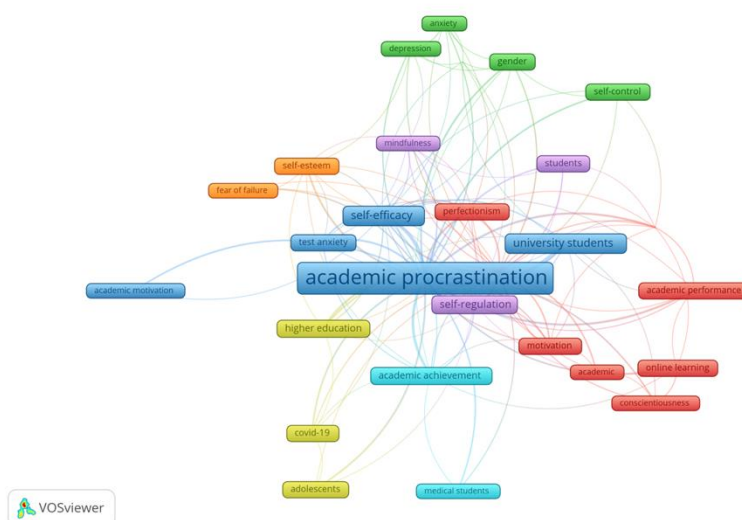 anxiety
depression
gender
self-control
mindfulness
students
self-esteem
fear of failure
self-efficacy
perfectionism
test anxiety
university students
academic procrastination
academic motivation
academic performance
self-regulation
higher education
motivation
academic achievement
academic
online learning
conscientiousness
covid-19
adolescents
medical students
VOSviewer